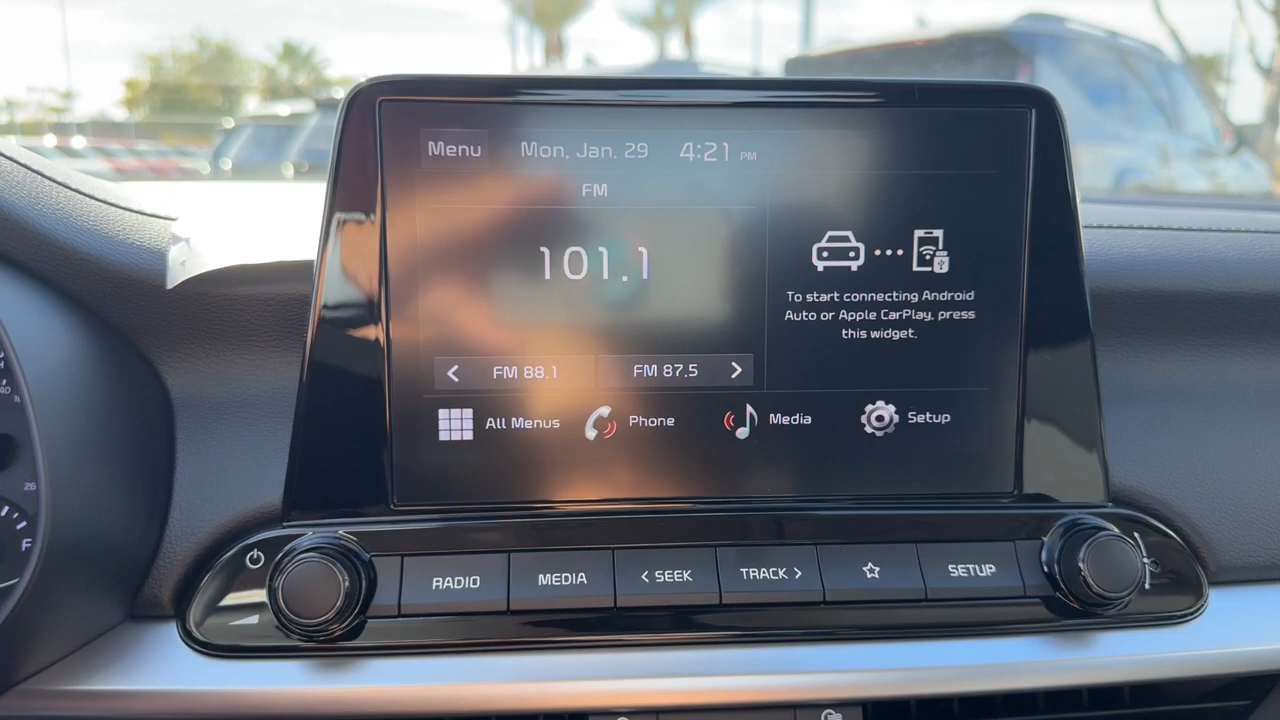 Menu Mon, Jan. 29 4:21 PM
FM
101.1
To start connecting Android
Auto or Apple CarPlay, press
this widget.
FM 88.1 FM 87.5
All Menus Phone Media Setup
26
F
RADIO MEDIA < SEEK TRACK > SETUP